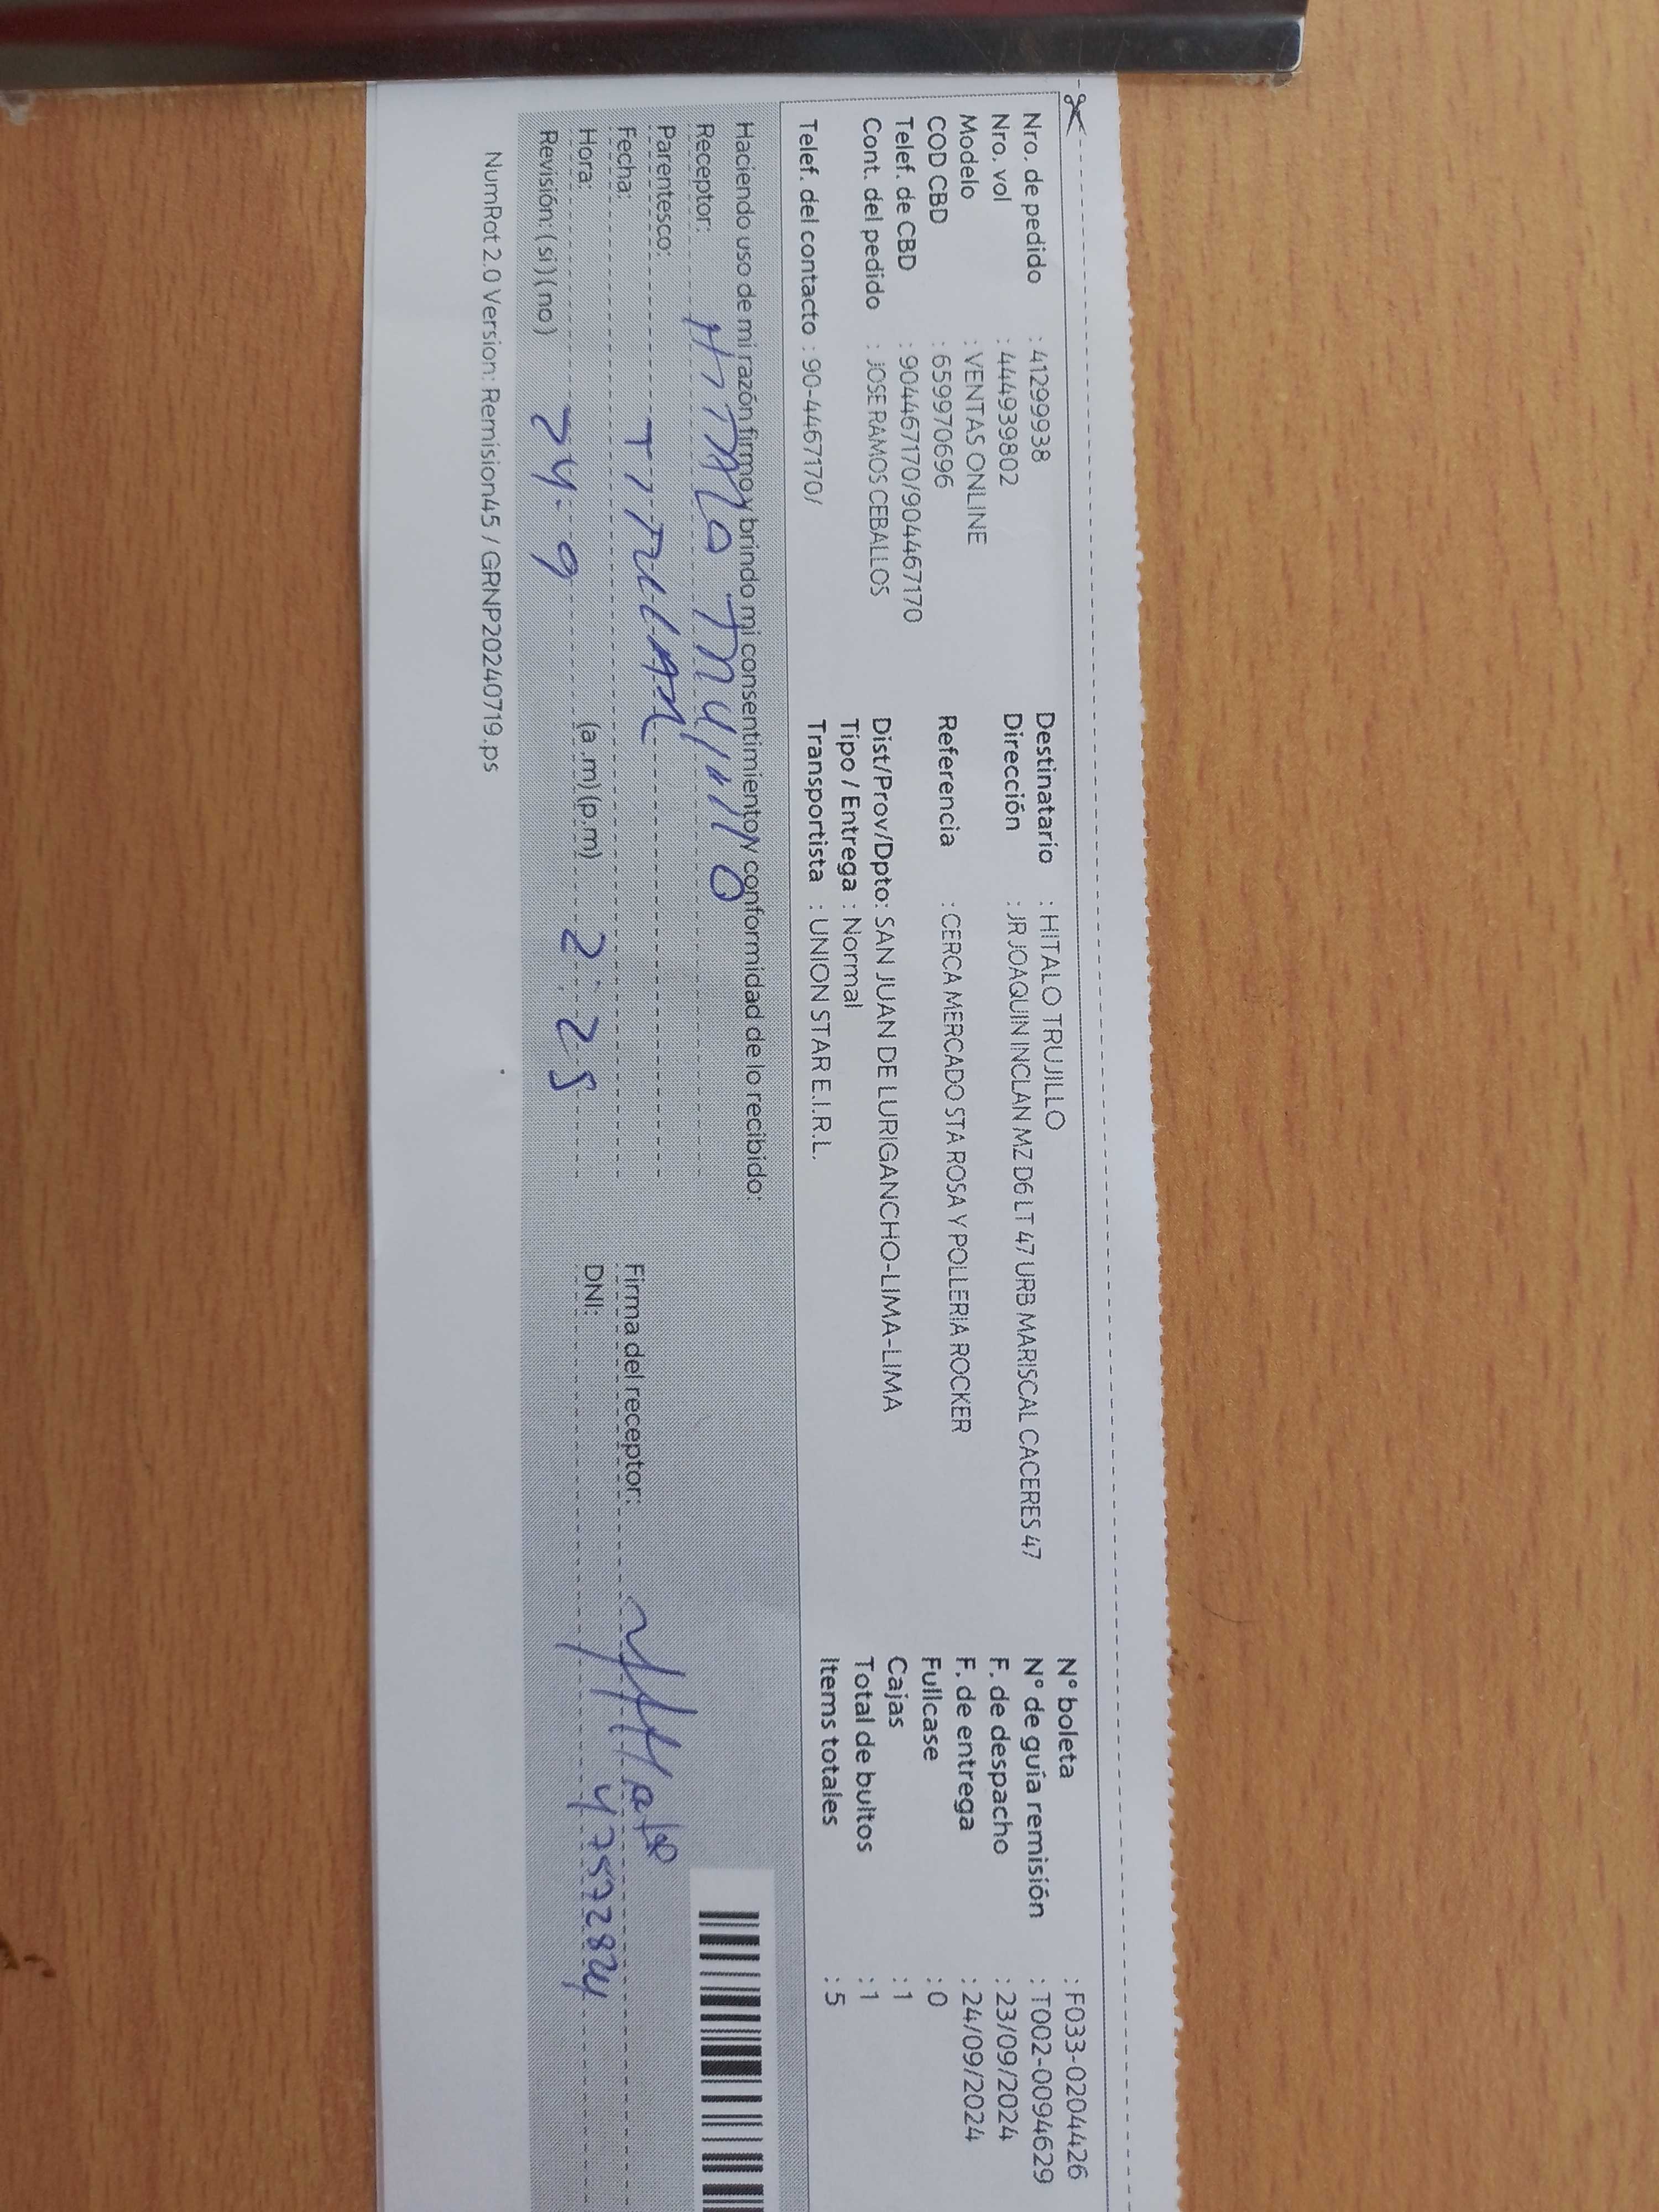 Nro. de pedido : 41299938
Nro. vol : 444939802
Modelo : VENTAS ONLINE
COD CBD : 659970696
Telef. de CBD : 904467170/904467170
Cont. del pedido : JOSE RAMOS CEBALLOS
Telef. del contacto : 90-4467170/
Destinatario : HITALO TRUJILLO
Dirección : JR JOAQUIN INCLAN MZ D6 LT 47 URB MARISCAL CACERES 47
Referencia : CERCA MERCADO STA ROSA Y POLLERIA ROCKER
Dist/Prov/Dpto: SAN JUAN DE LURIGANCHO-LIMA-LIMA
Tipo / Entrega : Normal
Transportista : UNION STAR E.I.R.L.
N° boleta : F033-0204426
N° de guía remisión : T002-0094629
F. de despacho : 23/09/2024
F. de entrega : 24/09/2024
Fullcase : 0
Cajas : 1
Total de bultos : 1
Items totales : 5
Haciendo uso de mi razón firmo y brindo mi consentimiento y conformidad de lo recibido:
Receptor: Hitalo Trujillo
Parentesco: TITULAR
Fecha: 24-9
Hora: (a.m)(p.m) 2:25
Revisión: (si)(no)
Firma del receptor:
DNI: 47572824
NumRot 2.0 Version: Remision45 / GRNP20240719.ps